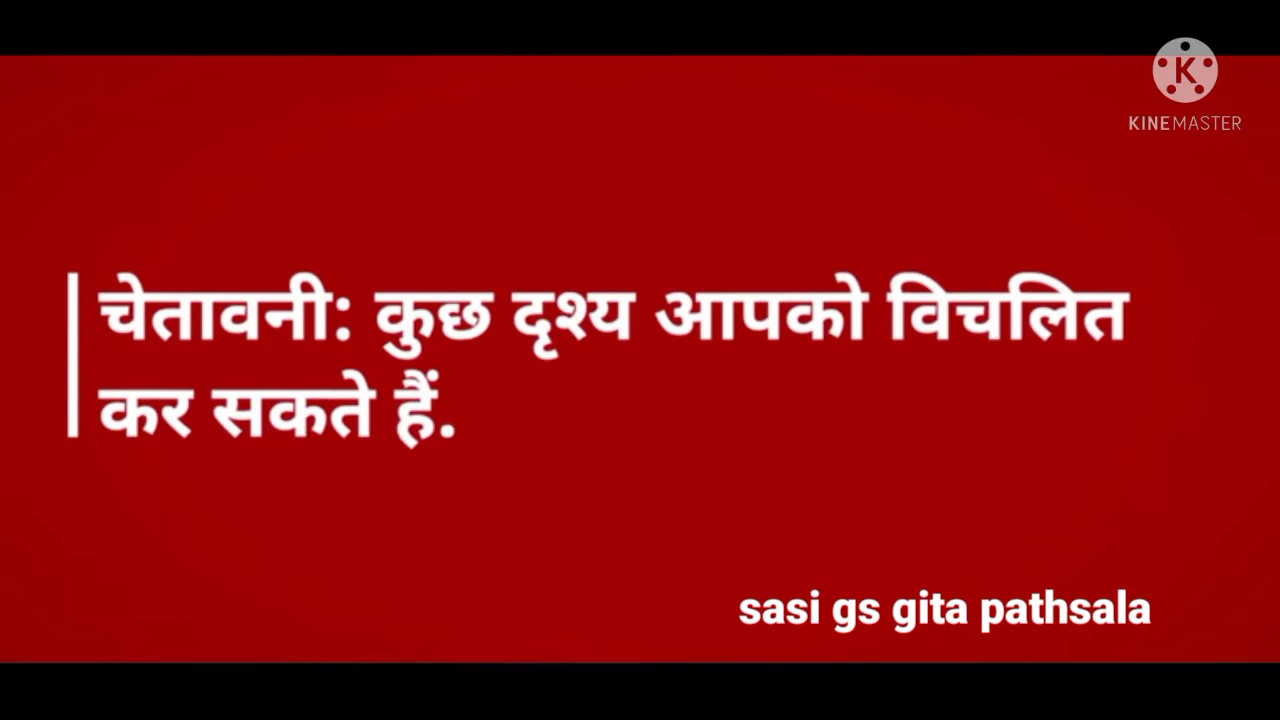 KINEMASTER
चेतावनी: कुछ दृश्य आपको विचलित
कर सकते हैं.
sasi gs gita pathsala